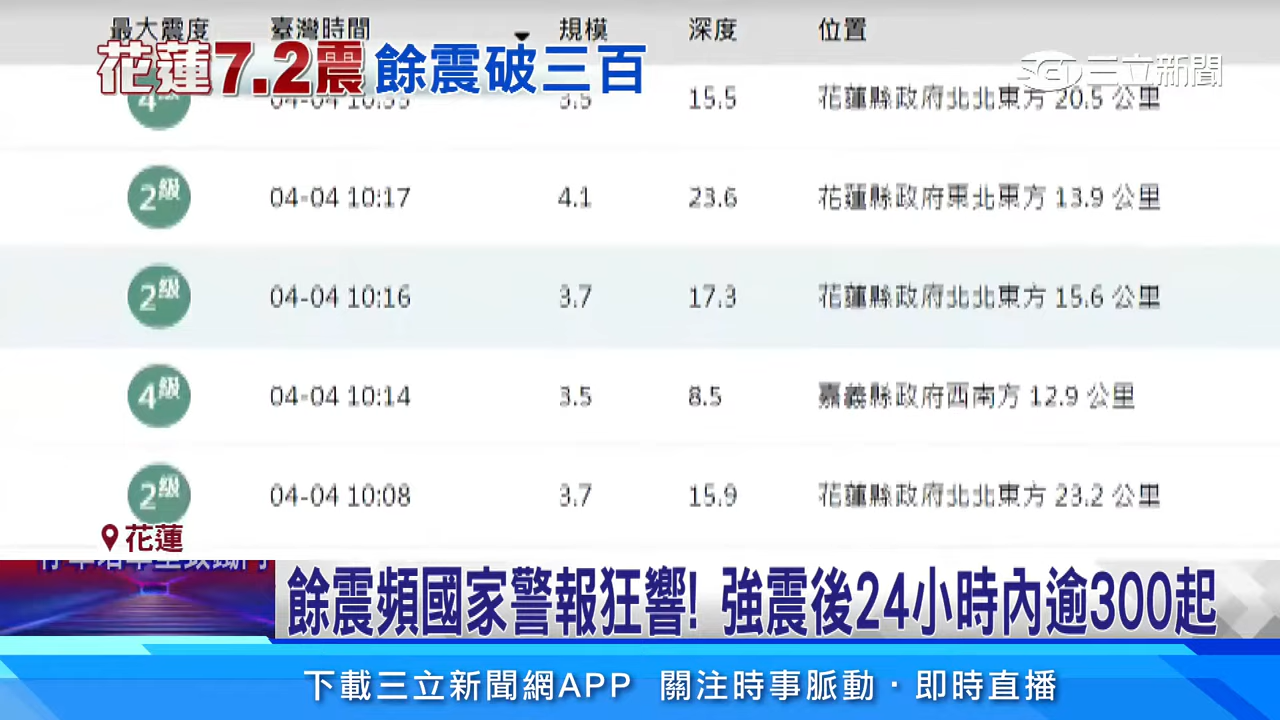 最大震度 臺灣時間 規模 深度 位置
花蓮7.2震 餘震破三百
SET 三立新聞
4級 3.5 15.5 花蓮縣政府北北東方 20.5 公里
2級 04-04 10:17 4.1 23.6 花蓮縣政府東北東方 13.9 公里
2級 04-04 10:16 3.7 17.3 花蓮縣政府北北東方 15.6 公里
4級 04-04 10:14 3.5 8.5 嘉義縣政府西南方 12.9 公里
2級 04-04 10:08 3.7 15.9 花蓮縣政府北北東方 23.2 公里
花蓮
餘震頻國家警報狂響! 強震後24小時內逾300起
下載三立新聞網APP 關注時事脈動・即時直播